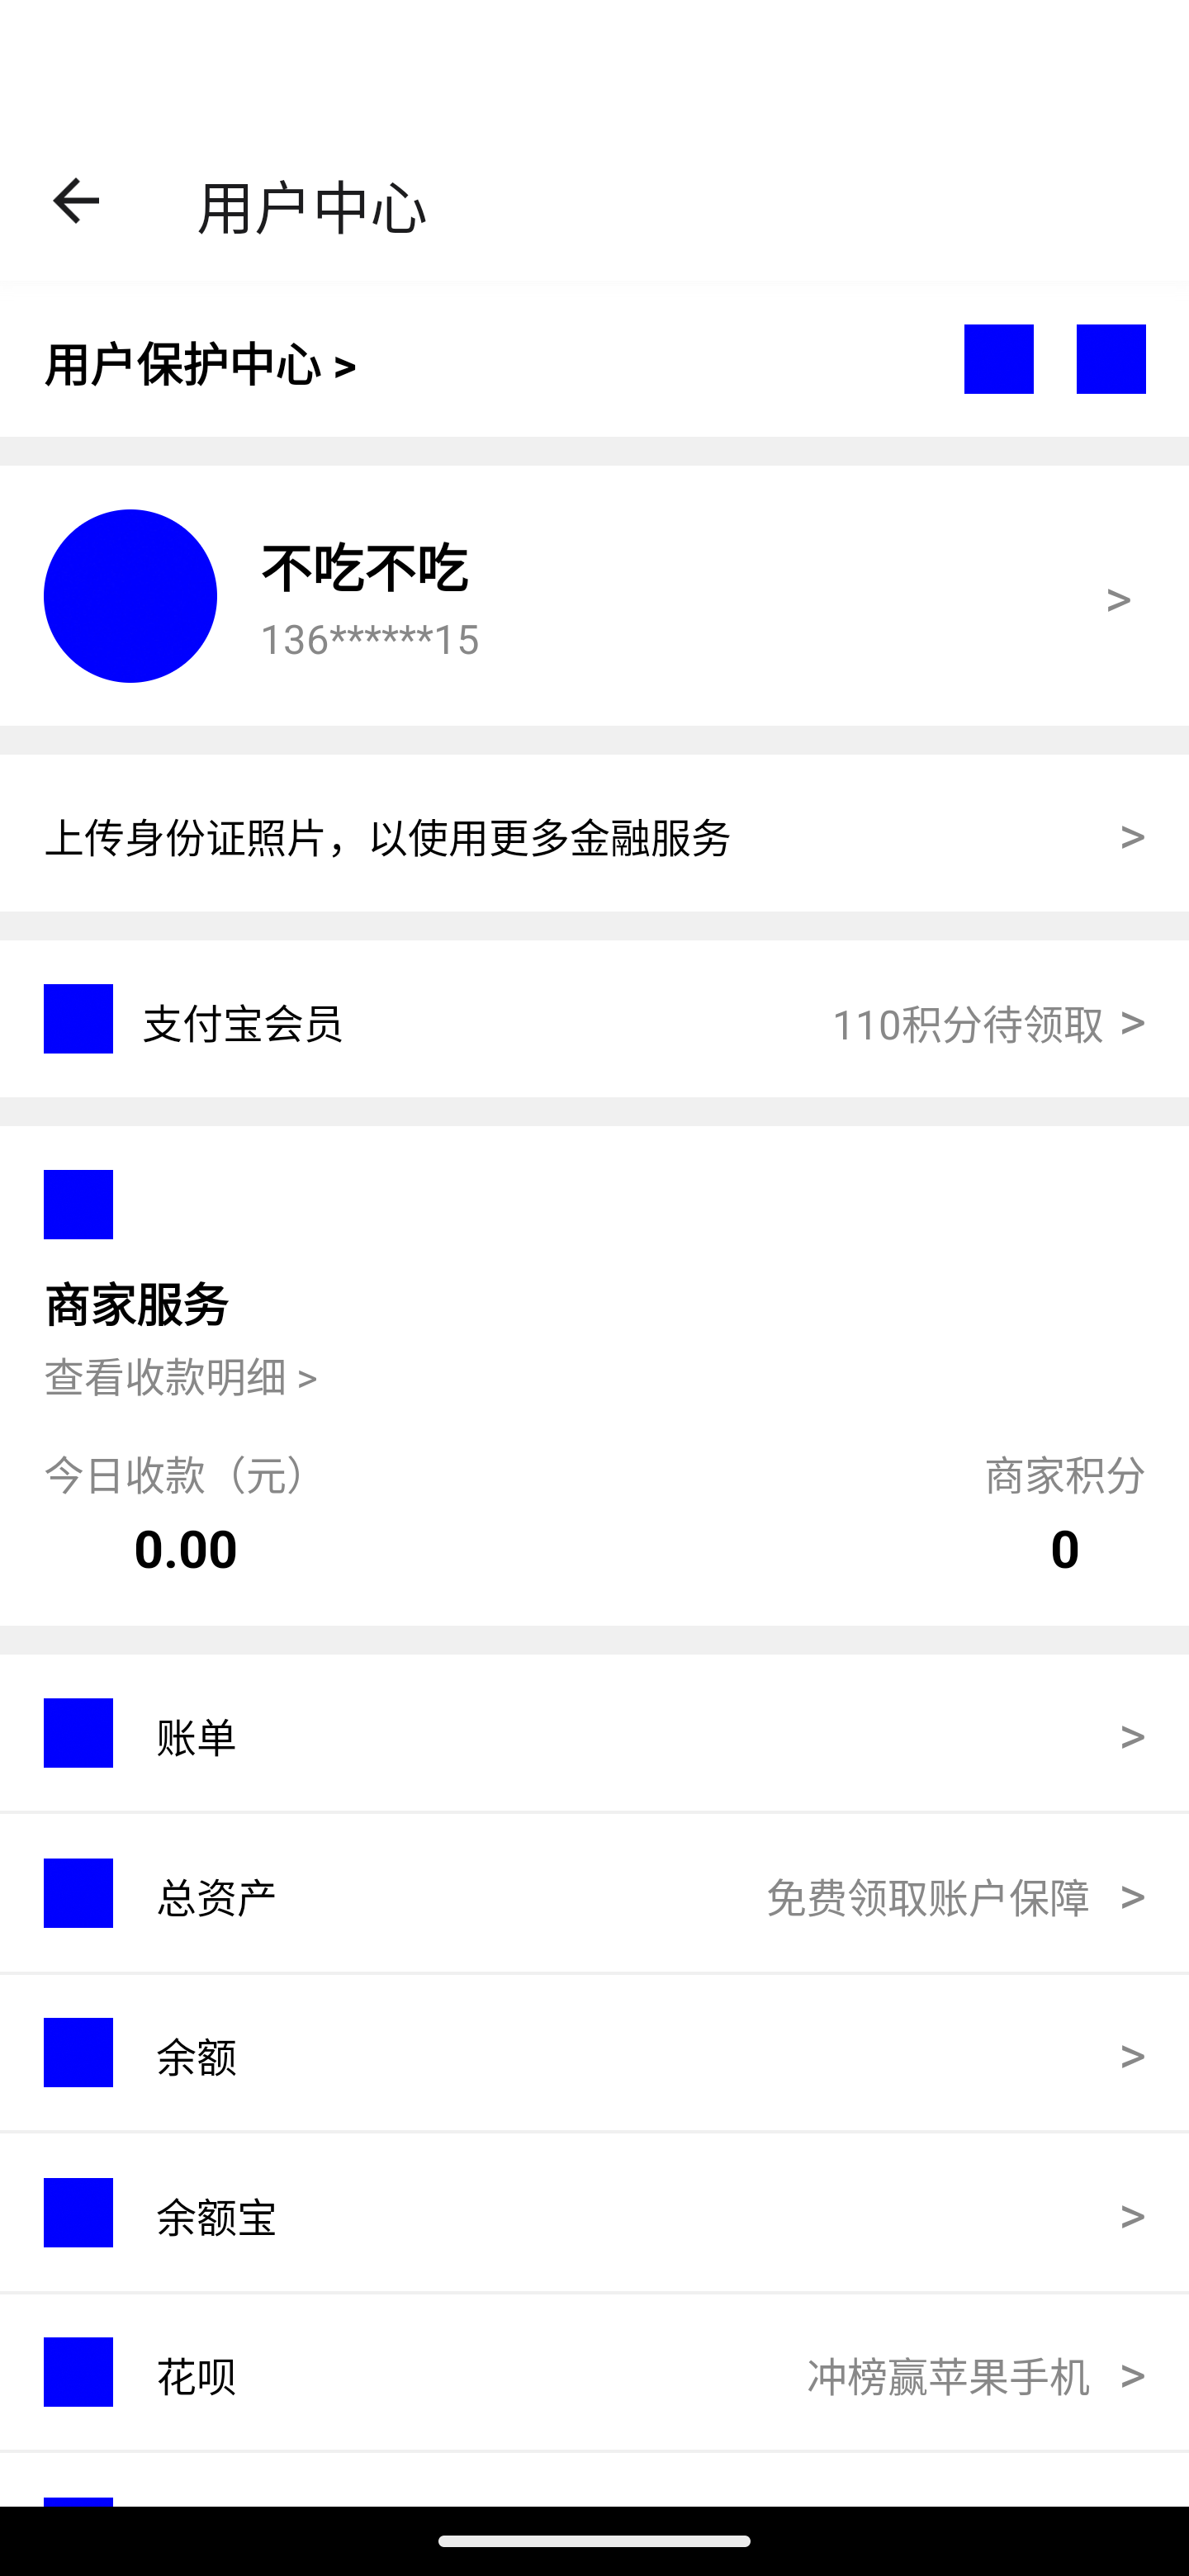 用户中心
用户保护中心 >
不吃不吃
136******15
>
上传身份证照片，以使用更多金融服务 >
支付宝会员 110积分待领取 >
商家服务
查看收款明细 >
今日收款（元） 商家积分
0.00 0
账单 >
总资产 免费领取账户保障 >
余额 >
余额宝 >
花呗 冲榜赢苹果手机 >